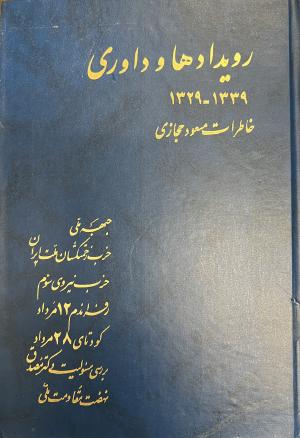 رویدادها و داوری
۱۳۲۹-۱۳۳۹
خاطرات مسعود حجازی
جبهه ملی
حزب زحمتکشان ملت ایران
حزب نیروی سوم
رفراندم ۱۲ مرداد
کودتای ۲۸ مرداد
بررسی مسئولیت دکتر مصدق
نهضت مقاومت ملی